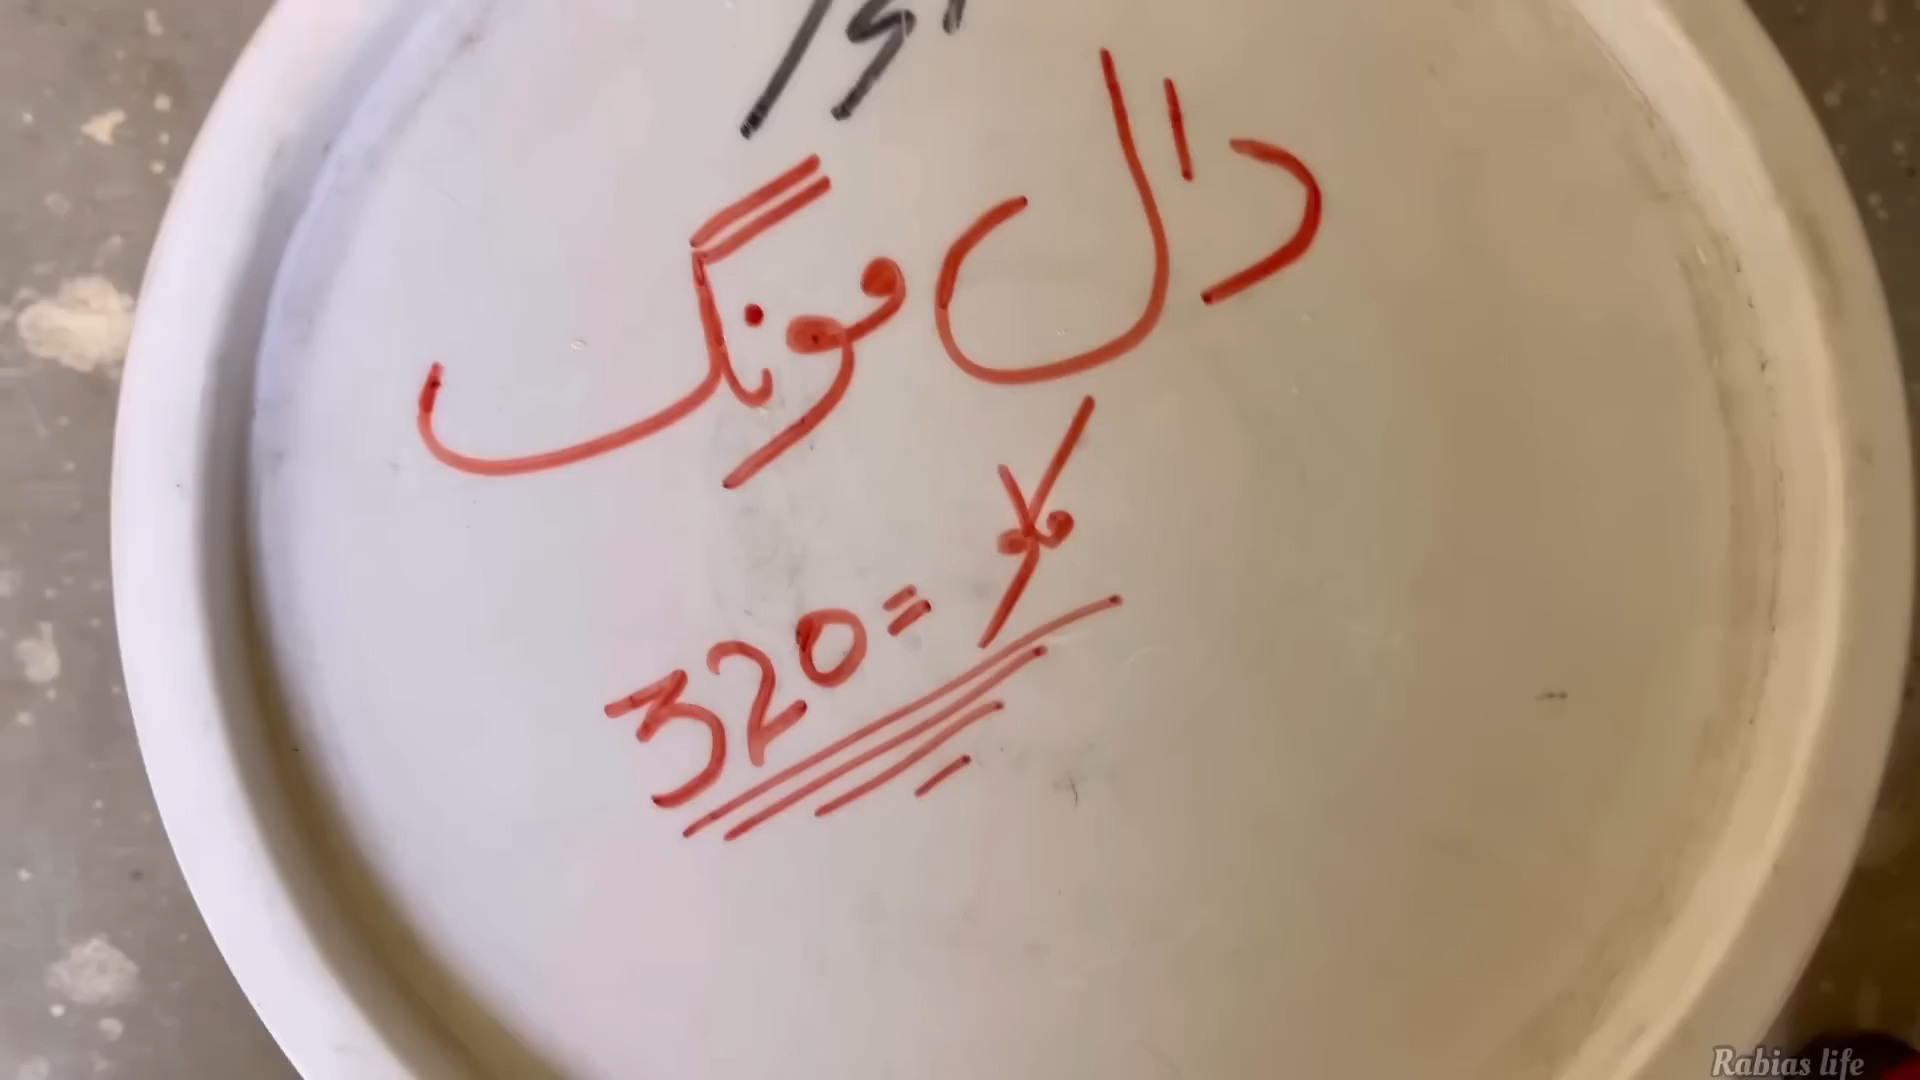 دال مونگ
کلو
320 =
Rabias life